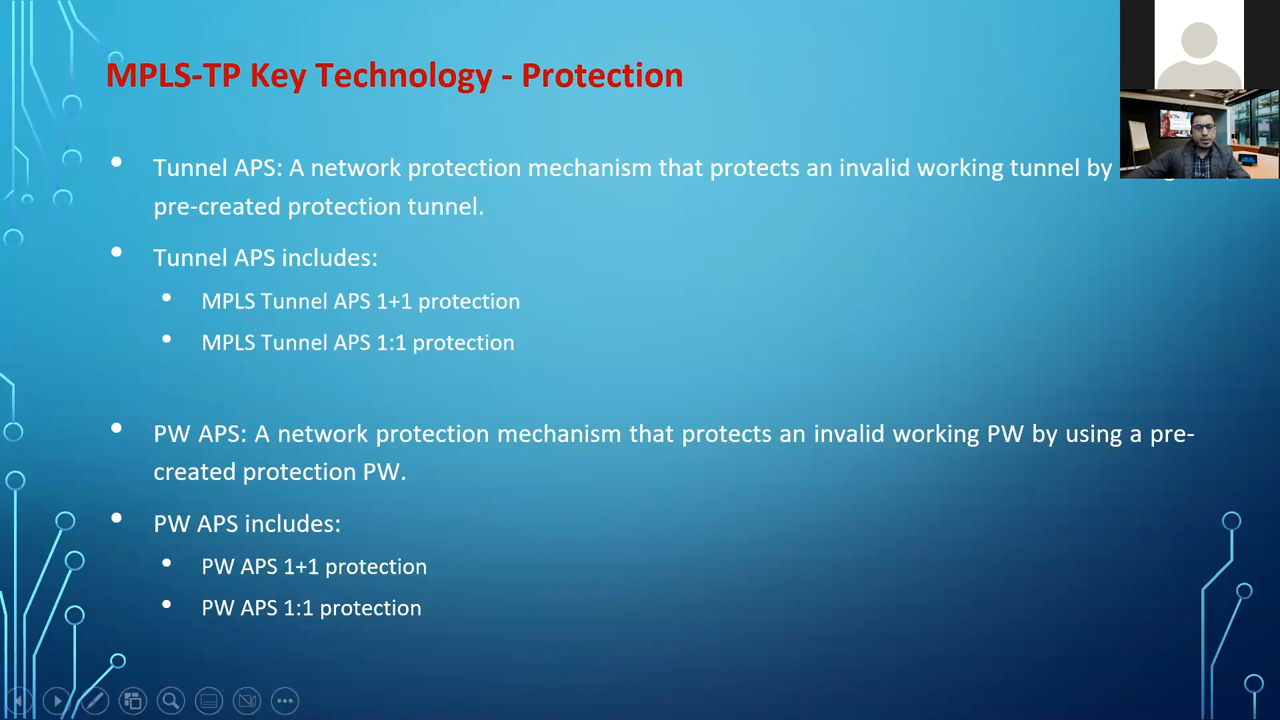 MPLS-TP Key Technology - Protection
• Tunnel APS: A network protection mechanism that protects an invalid working tunnel by
pre-created protection tunnel.
• Tunnel APS includes:
• MPLS Tunnel APS 1+1 protection
• MPLS Tunnel APS 1:1 protection
• PW APS: A network protection mechanism that protects an invalid working PW by using a pre-
created protection PW.
• PW APS includes:
• PW APS 1+1 protection
• PW APS 1:1 protection